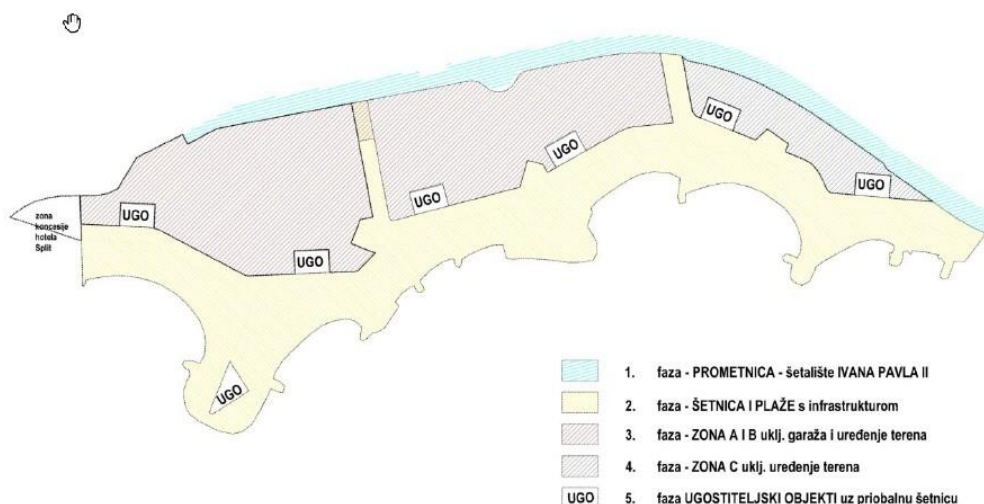 UGO
UGO
UGO
UGO
UGO
UGO
zona
koncesije
hotela
Split
UGO
1. faza - PROMETNICA - šetalište IVANA PAVLA II
2. faza - ŠETNICA I PLAŽE s infrastrukturom
3. faza - ZONA A I B uklj. garaža i uređenje terena
4. faza - ZONA C uklj. uređenje terena
UGO 5. faza UGOSTITELJSKI OBJEKTI uz priobalnu šetnicu